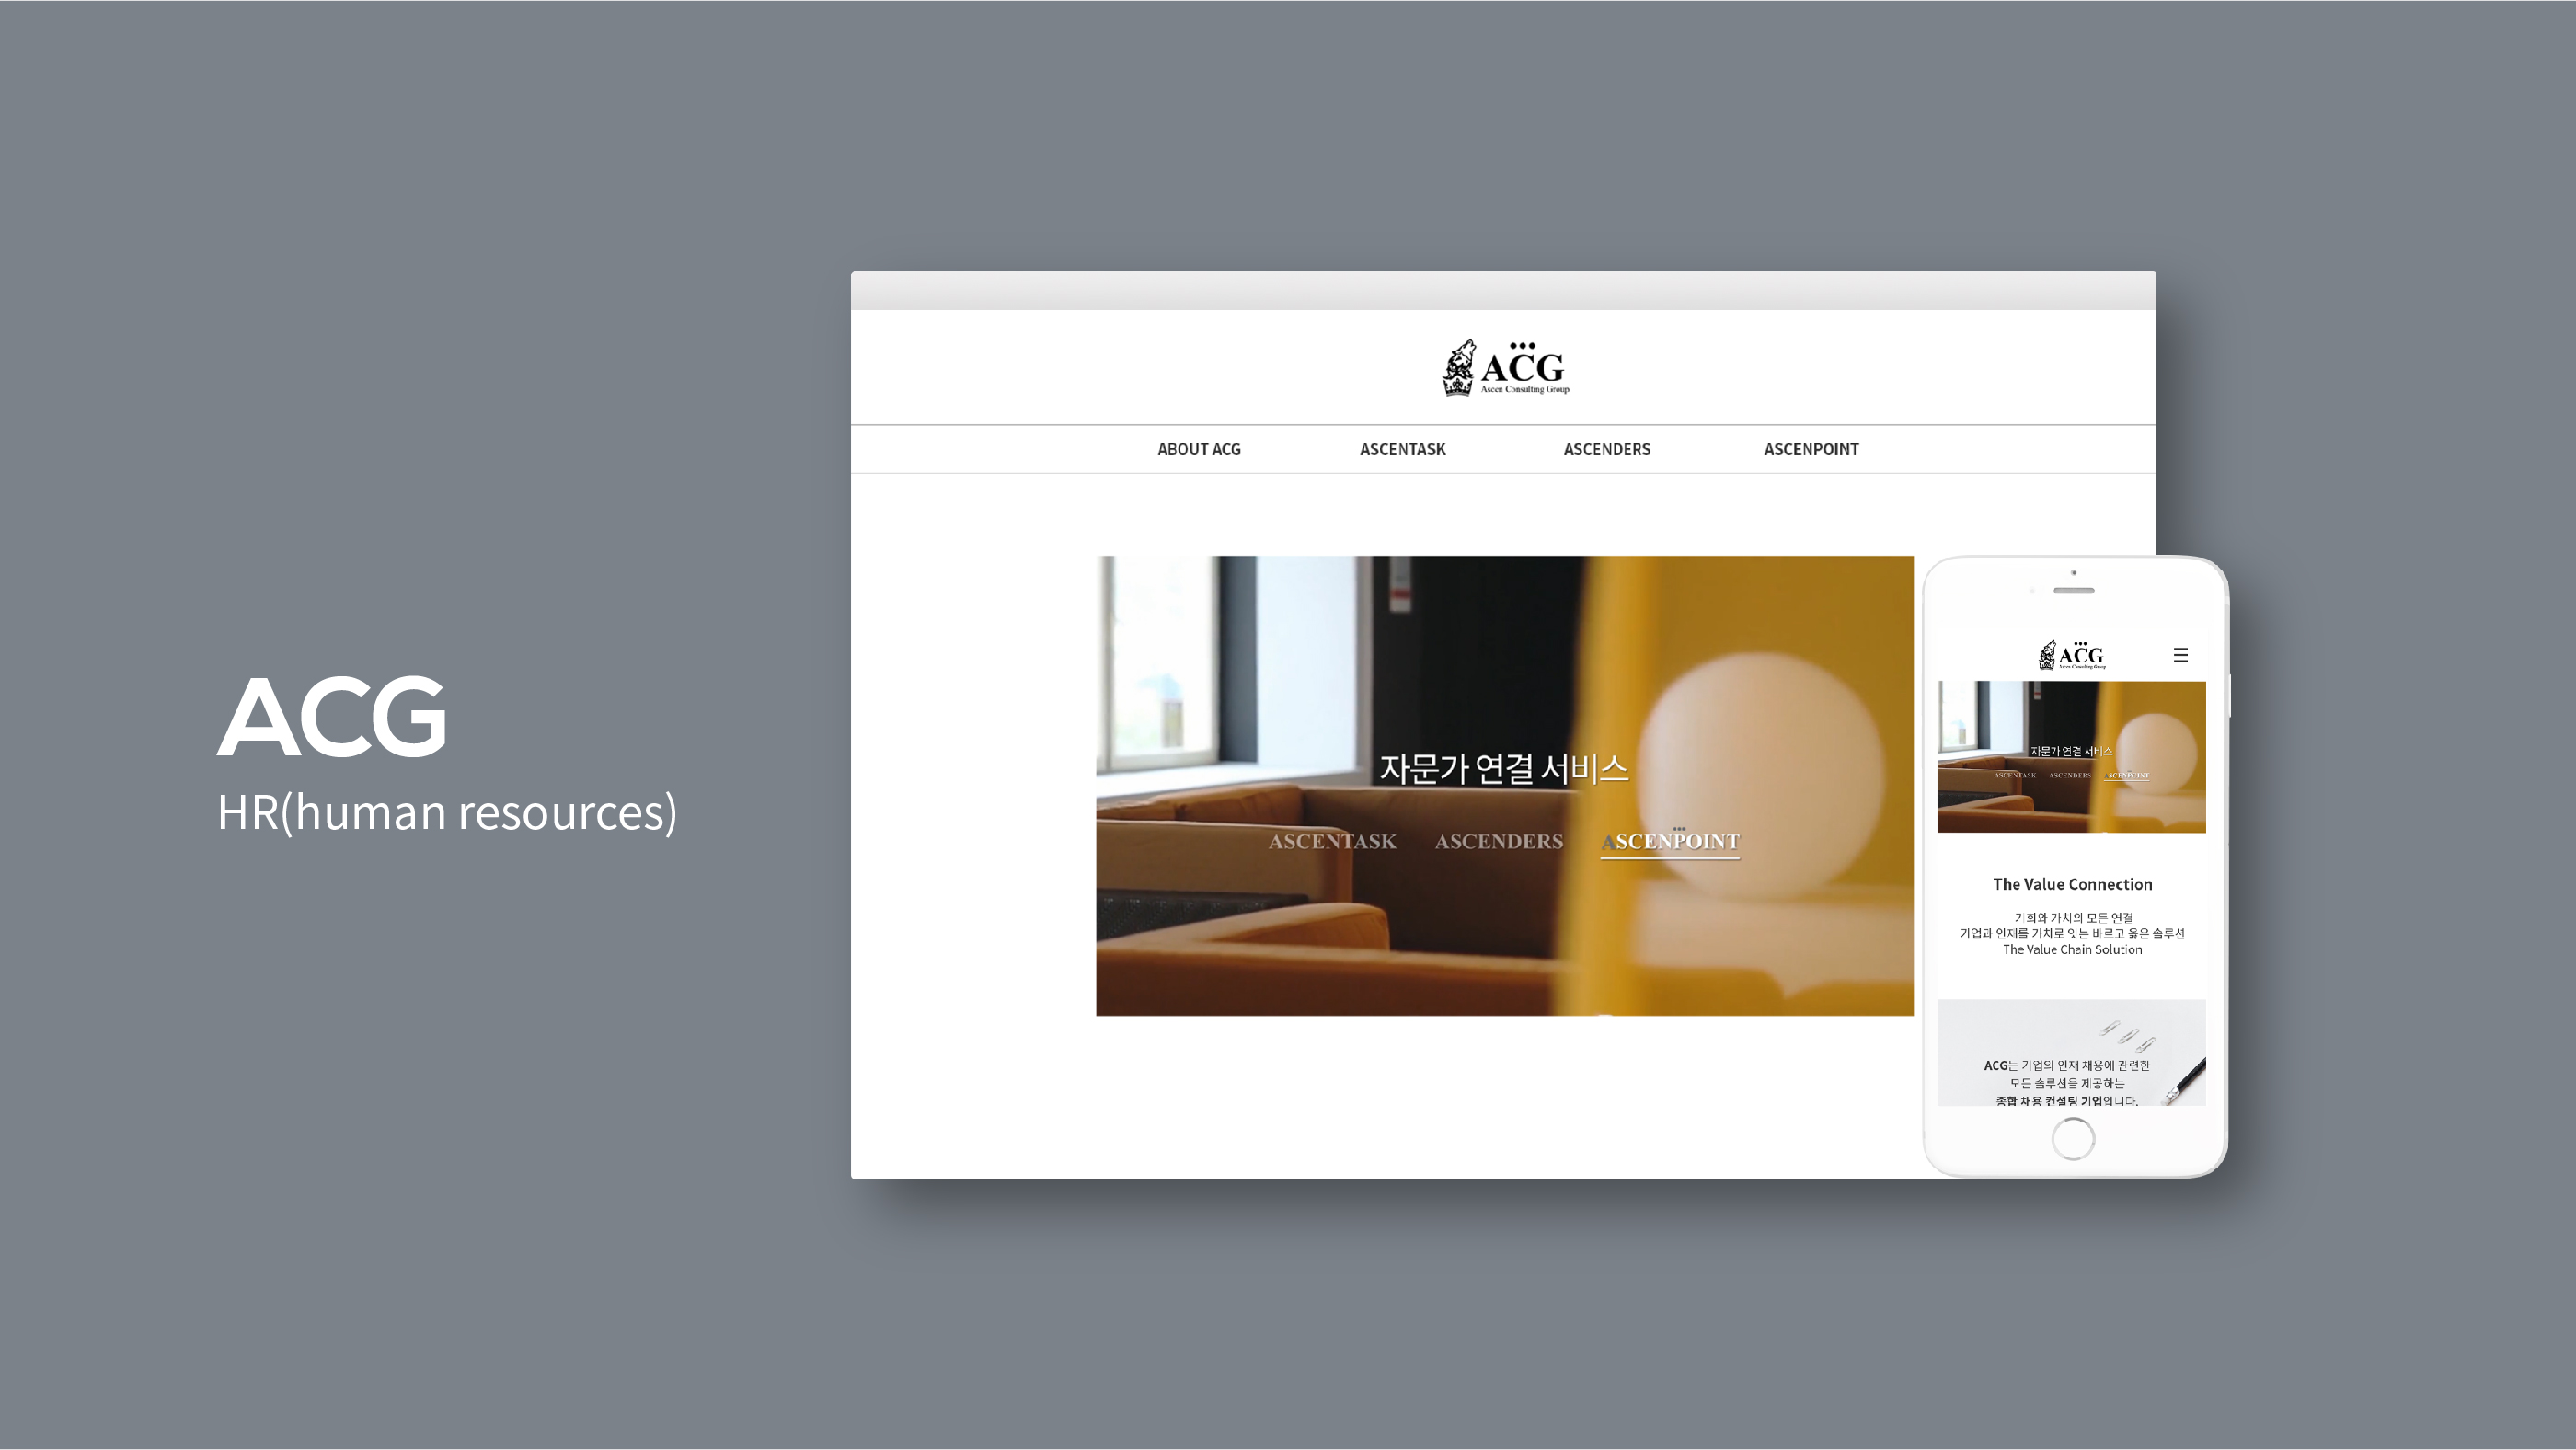 ACG
HR(human resources)
ACG
Ascen Consulting Group
ABOUT ACG
ASCENTASK
ASCENDERS
ASCENPOINT
자문가 연결 서비스
ASCENTASK
ASCENDERS
ASCENPOINT
ACG
Ascen Consulting Group
자문가 연결 서비스
ASCENTASK
ASCENDERS
ASCENPOINT
The Value Connection
기회와 가치의 모든 연결
기업과 인재를 가치로 잇는 바르고 옳은 솔루션
The Value Chain Solution
ACG는 기업의 인재 채용에 관련한
모든 솔루션을 제공하는
종합 채용 컨설팅 기업입니다.